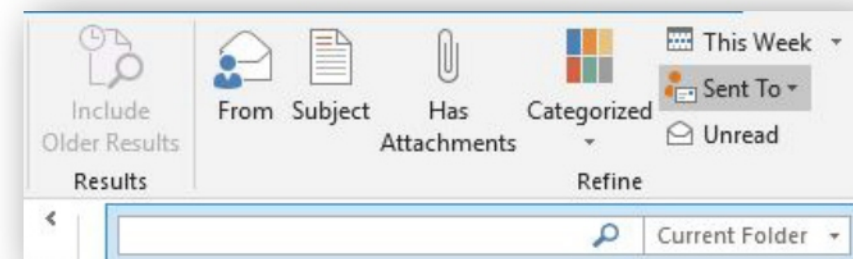 Include
Older Results
From
Subject
Has
Attachments
Categorized
This Week
Sent To
Unread
Results
Refine
Current Folder